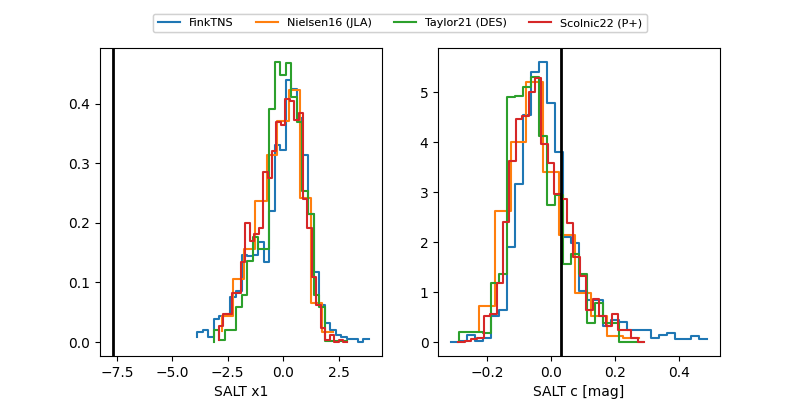 FinkTNS Nielsen16 (JLA) Taylor21 (DES) Scolnic22 (P+)
0.4
0.3
0.2
0.1
0.0
−7.5 −5.0 −2.5 0.0 2.5
SALT x1
5
4
3
2
1
0
−0.2 0.0 0.2 0.4
SALT c [mag]